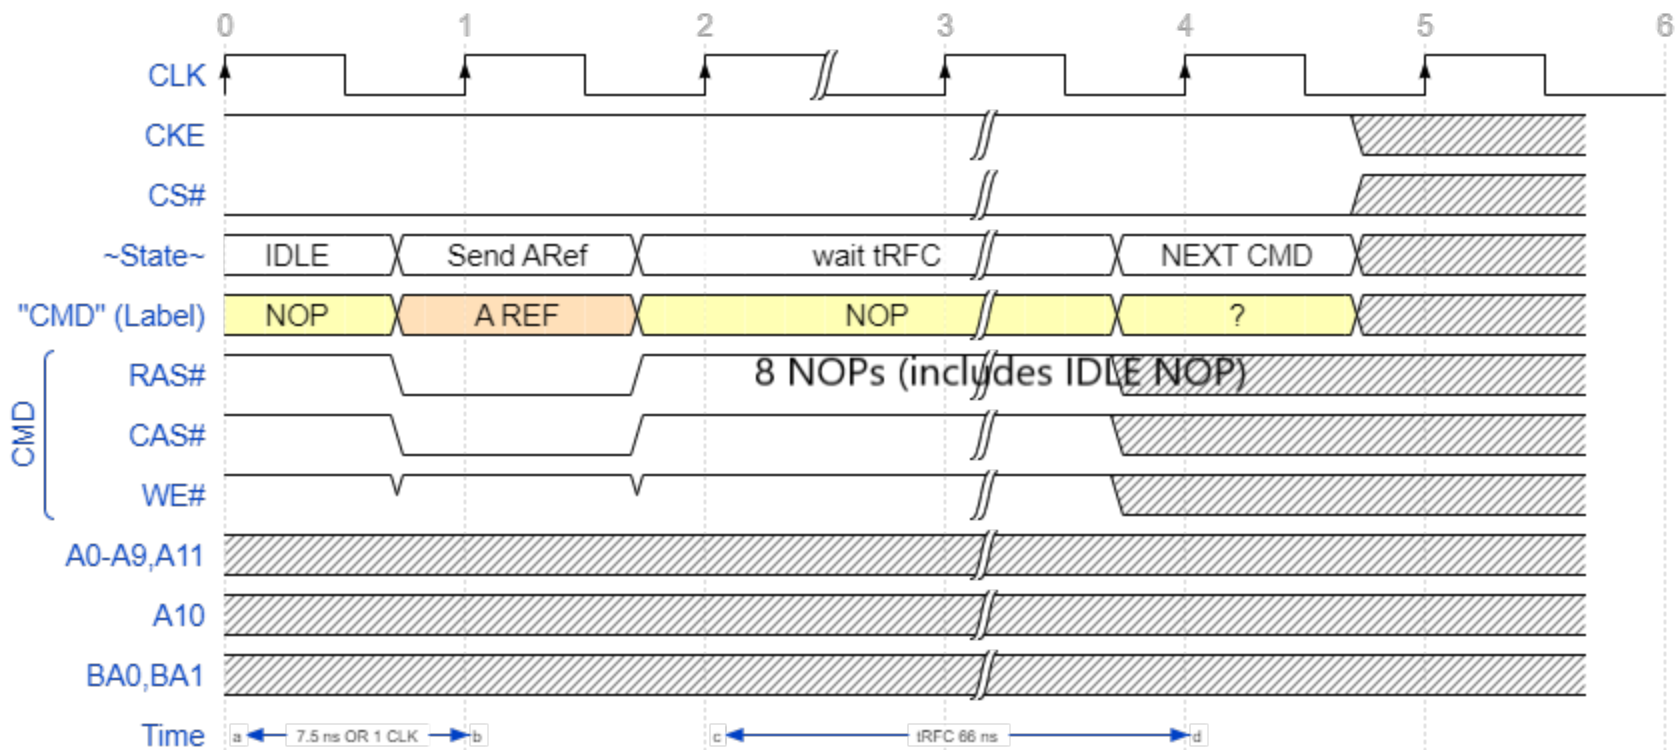 0 1 2 3 4 5 6
CLK
CKE
CS#
~State~ IDLE Send ARef wait tRFC NEXT CMD
"CMD" (Label) NOP A REF NOP ?
CMD
RAS# 8 NOPs (includes IDLE NOP)
CAS#
WE#
A0-A9,A11
A10
BA0,BA1
Time a 7.5 ns OR 1 CLK b c tRFC 66 ns d